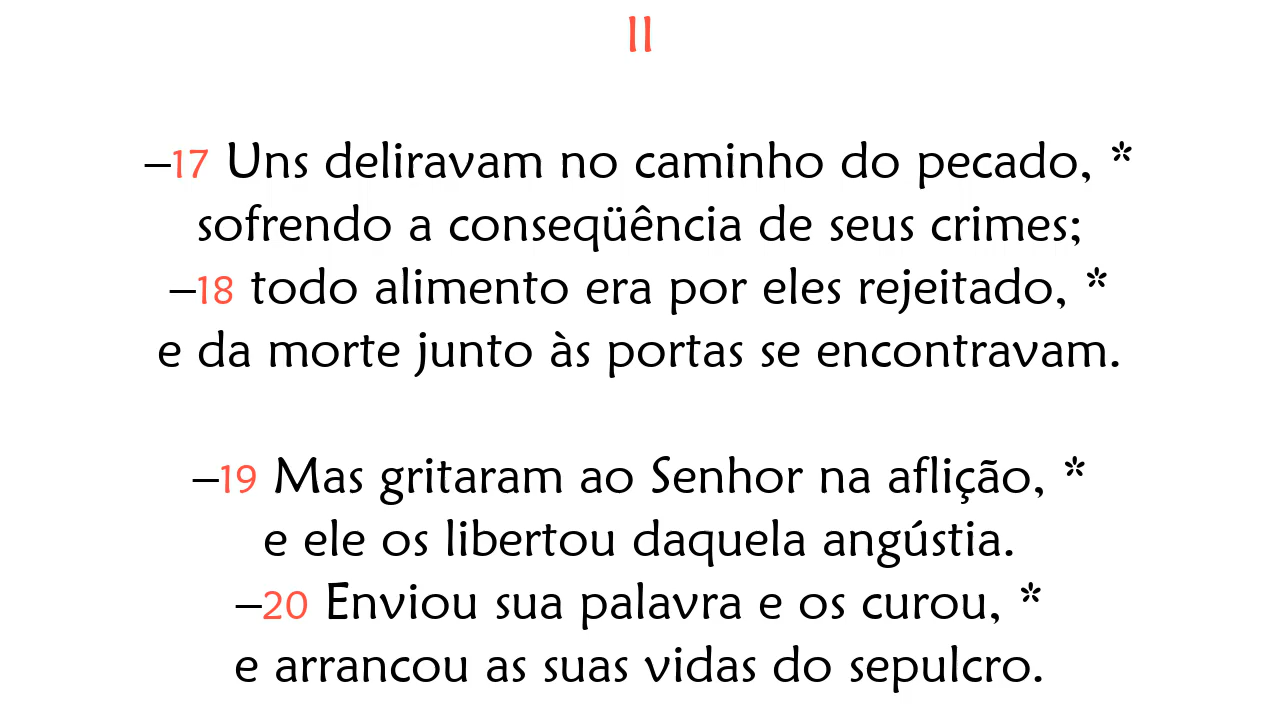 II
–17 Uns deliravam no caminho do pecado, *
sofrendo a conseqüência de seus crimes;
–18 todo alimento era por eles rejeitado, *
e da morte junto às portas se encontravam.
–19 Mas gritaram ao Senhor na aflição, *
e ele os libertou daquela angústia.
–20 Enviou sua palavra e os curou, *
e arrancou as suas vidas do sepulcro.